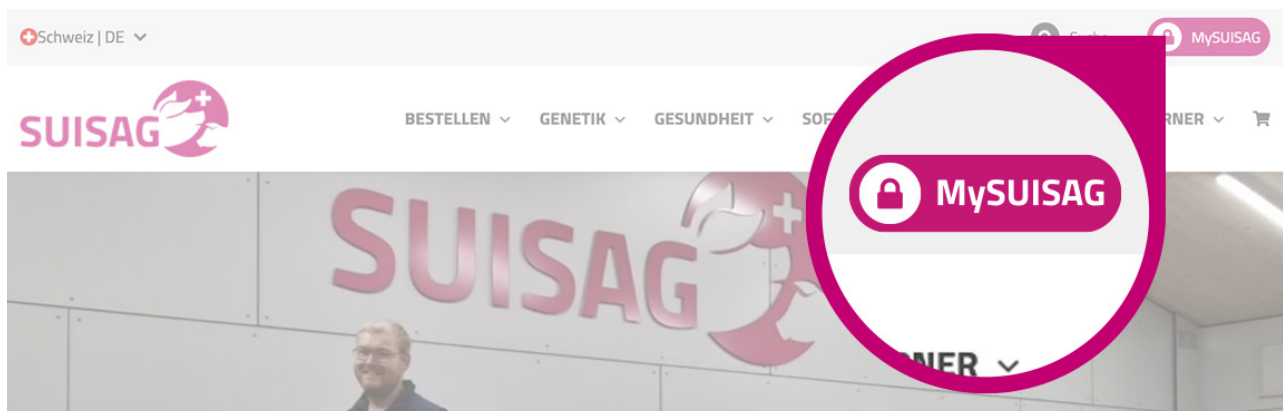 Schweiz | DE
MySUISAG
SUISAG
BESTELLEN GENETIK GESUNDHEIT
SUISAG
MySUISAG